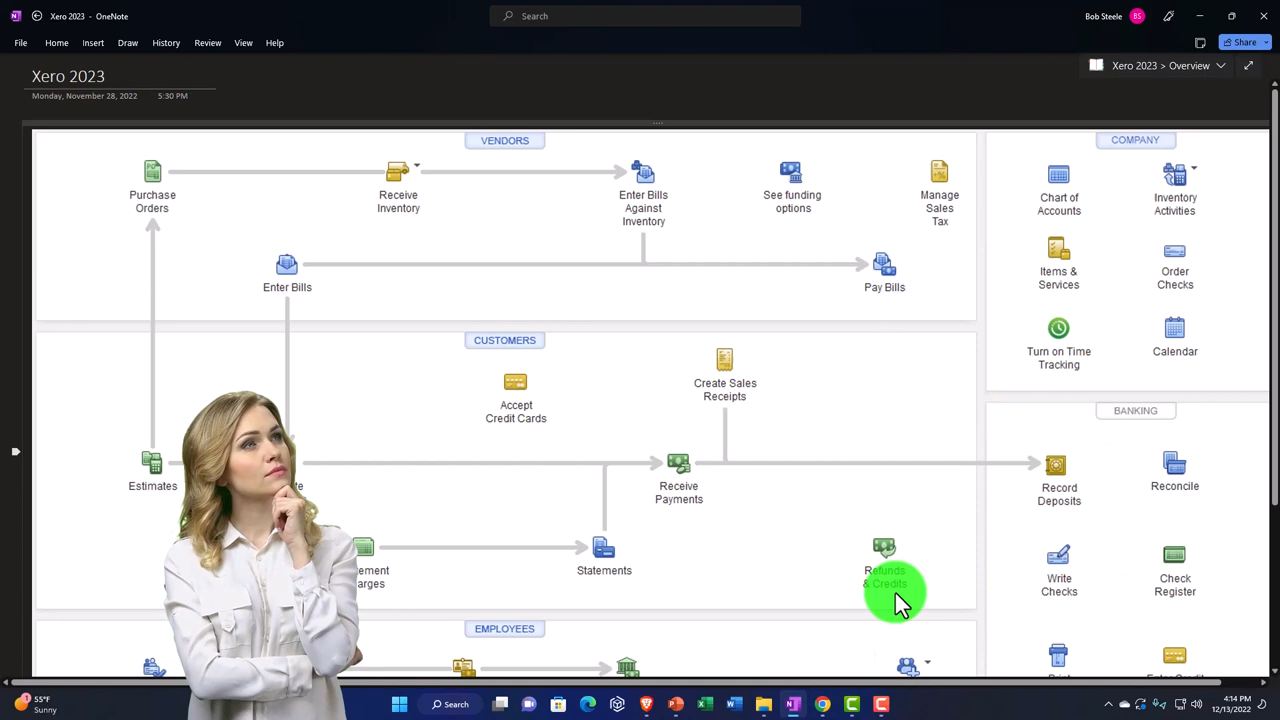 Xero 2023 - OneNote
Search
Bob Steele
BS
File
Home
Insert
Draw
History
Review
View
Help
Share
Xero 2023
Xero 2023 > Overview
Monday, November 28, 2022
5:30 PM
VENDORS
COMPANY
Purchase
Orders
Receive
Inventory
Enter Bills
Against
Inventory
See funding
options
Manage
Sales
Tax
Chart of
Accounts
Inventory
Activities
Enter Bills
Pay Bills
Items &
Services
Order
Checks
Turn on Time
Tracking
Calendar
CUSTOMERS
Accept
Credit Cards
Create Sales
Receipts
BANKING
Estimates
Receive
Payments
Record
Deposits
Reconcile
Statements
Refunds
& Credits
Write
Checks
Check
Register
EMPLOYEES
55°F
Sunny
Search
4:14 PM
12/13/2022